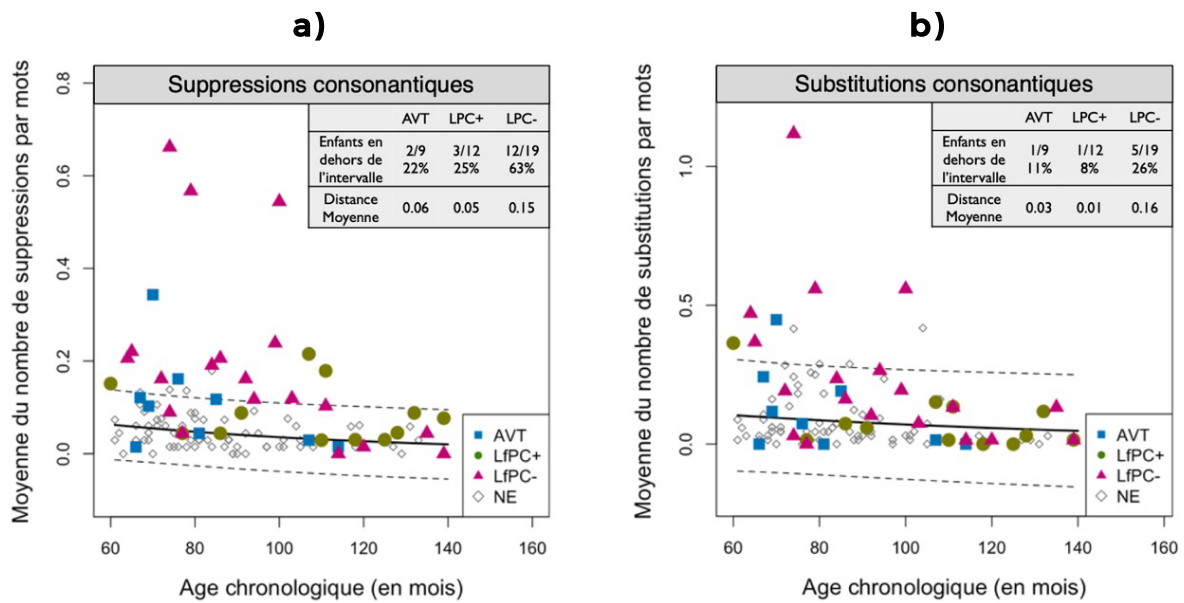 a)
Suppressions consonantiques
AVT LPC+ LPC-
Enfants en
dehors de
l'intervalle
2/9 3/12 12/19
22% 25% 63%
Distance
Moyenne
0.06 0.05 0.15
Moyenne du nombre de suppressions par mots
0.8
0.6
0.4
0.2
0.0
AVT
LfPC+
LfPC-
NE
60 80 100 120 140 160
Age chronologique (en mois)
b)
Substitutions consonantiques
AVT LPC+ LPC-
Enfants en
dehors de
l'intervalle
1/9 1/12 5/19
11% 8% 26%
Distance
Moyenne
0.03 0.01 0.16
Moyenne du nombre de substitutions par mots
1.0
0.5
0.0
AVT
LfPC+
LfPC-
NE
60 80 100 120 140 160
Age chronologique (en mois)